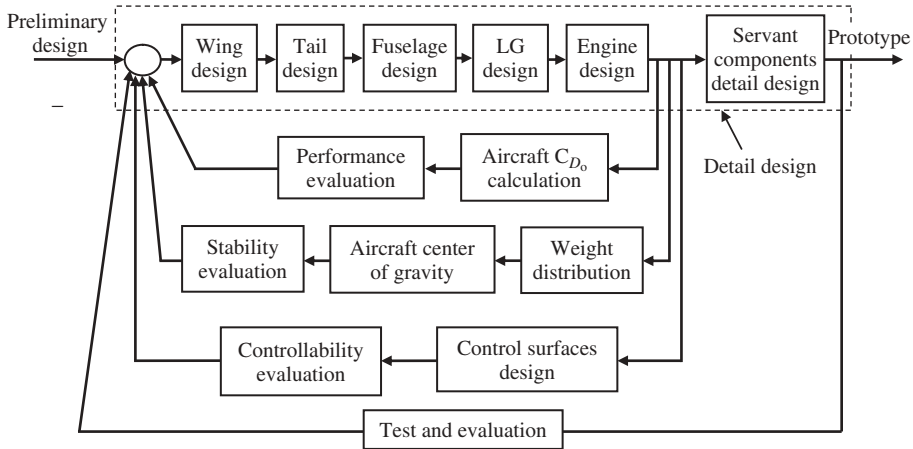 Preliminary
design
Wing
design
Tail
design
Fuselage
design
LG
design
Engine
design
Servant
components
detail design
Prototype
–
Performance
evaluation
Aircraft C_{D_o}
calculation
Detail design
Stability
evaluation
Aircraft center
of gravity
Weight
distribution
Controllability
evaluation
Control surfaces
design
Test and evaluation